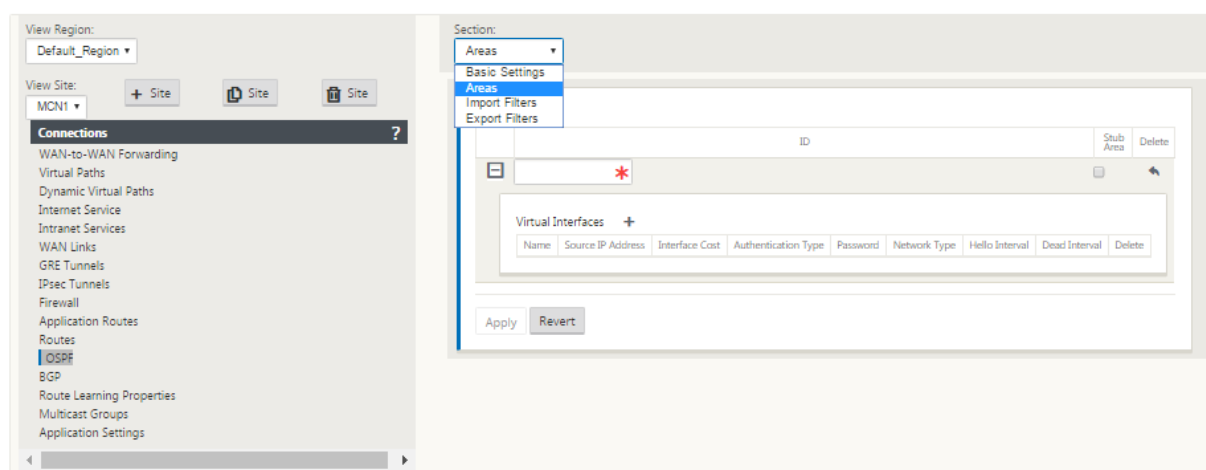 View Region:
Default_Region
View Site:
MCN1
+ Site
Site
Site
Connections ?
WAN-to-WAN Forwarding
Virtual Paths
Dynamic Virtual Paths
Internet Service
Intranet Services
WAN Links
GRE Tunnels
IPsec Tunnels
Firewall
Application Routes
Routes
OSPF
BGP
Route Learning Properties
Multicast Groups
Application Settings
Section:
Areas
Basic Settings
Areas
Import Filters
Export Filters
ID Stub Area Delete
Virtual Interfaces +
Name Source IP Address Interface Cost Authentication Type Password Network Type Hello Interval Dead Interval Delete
Apply Revert